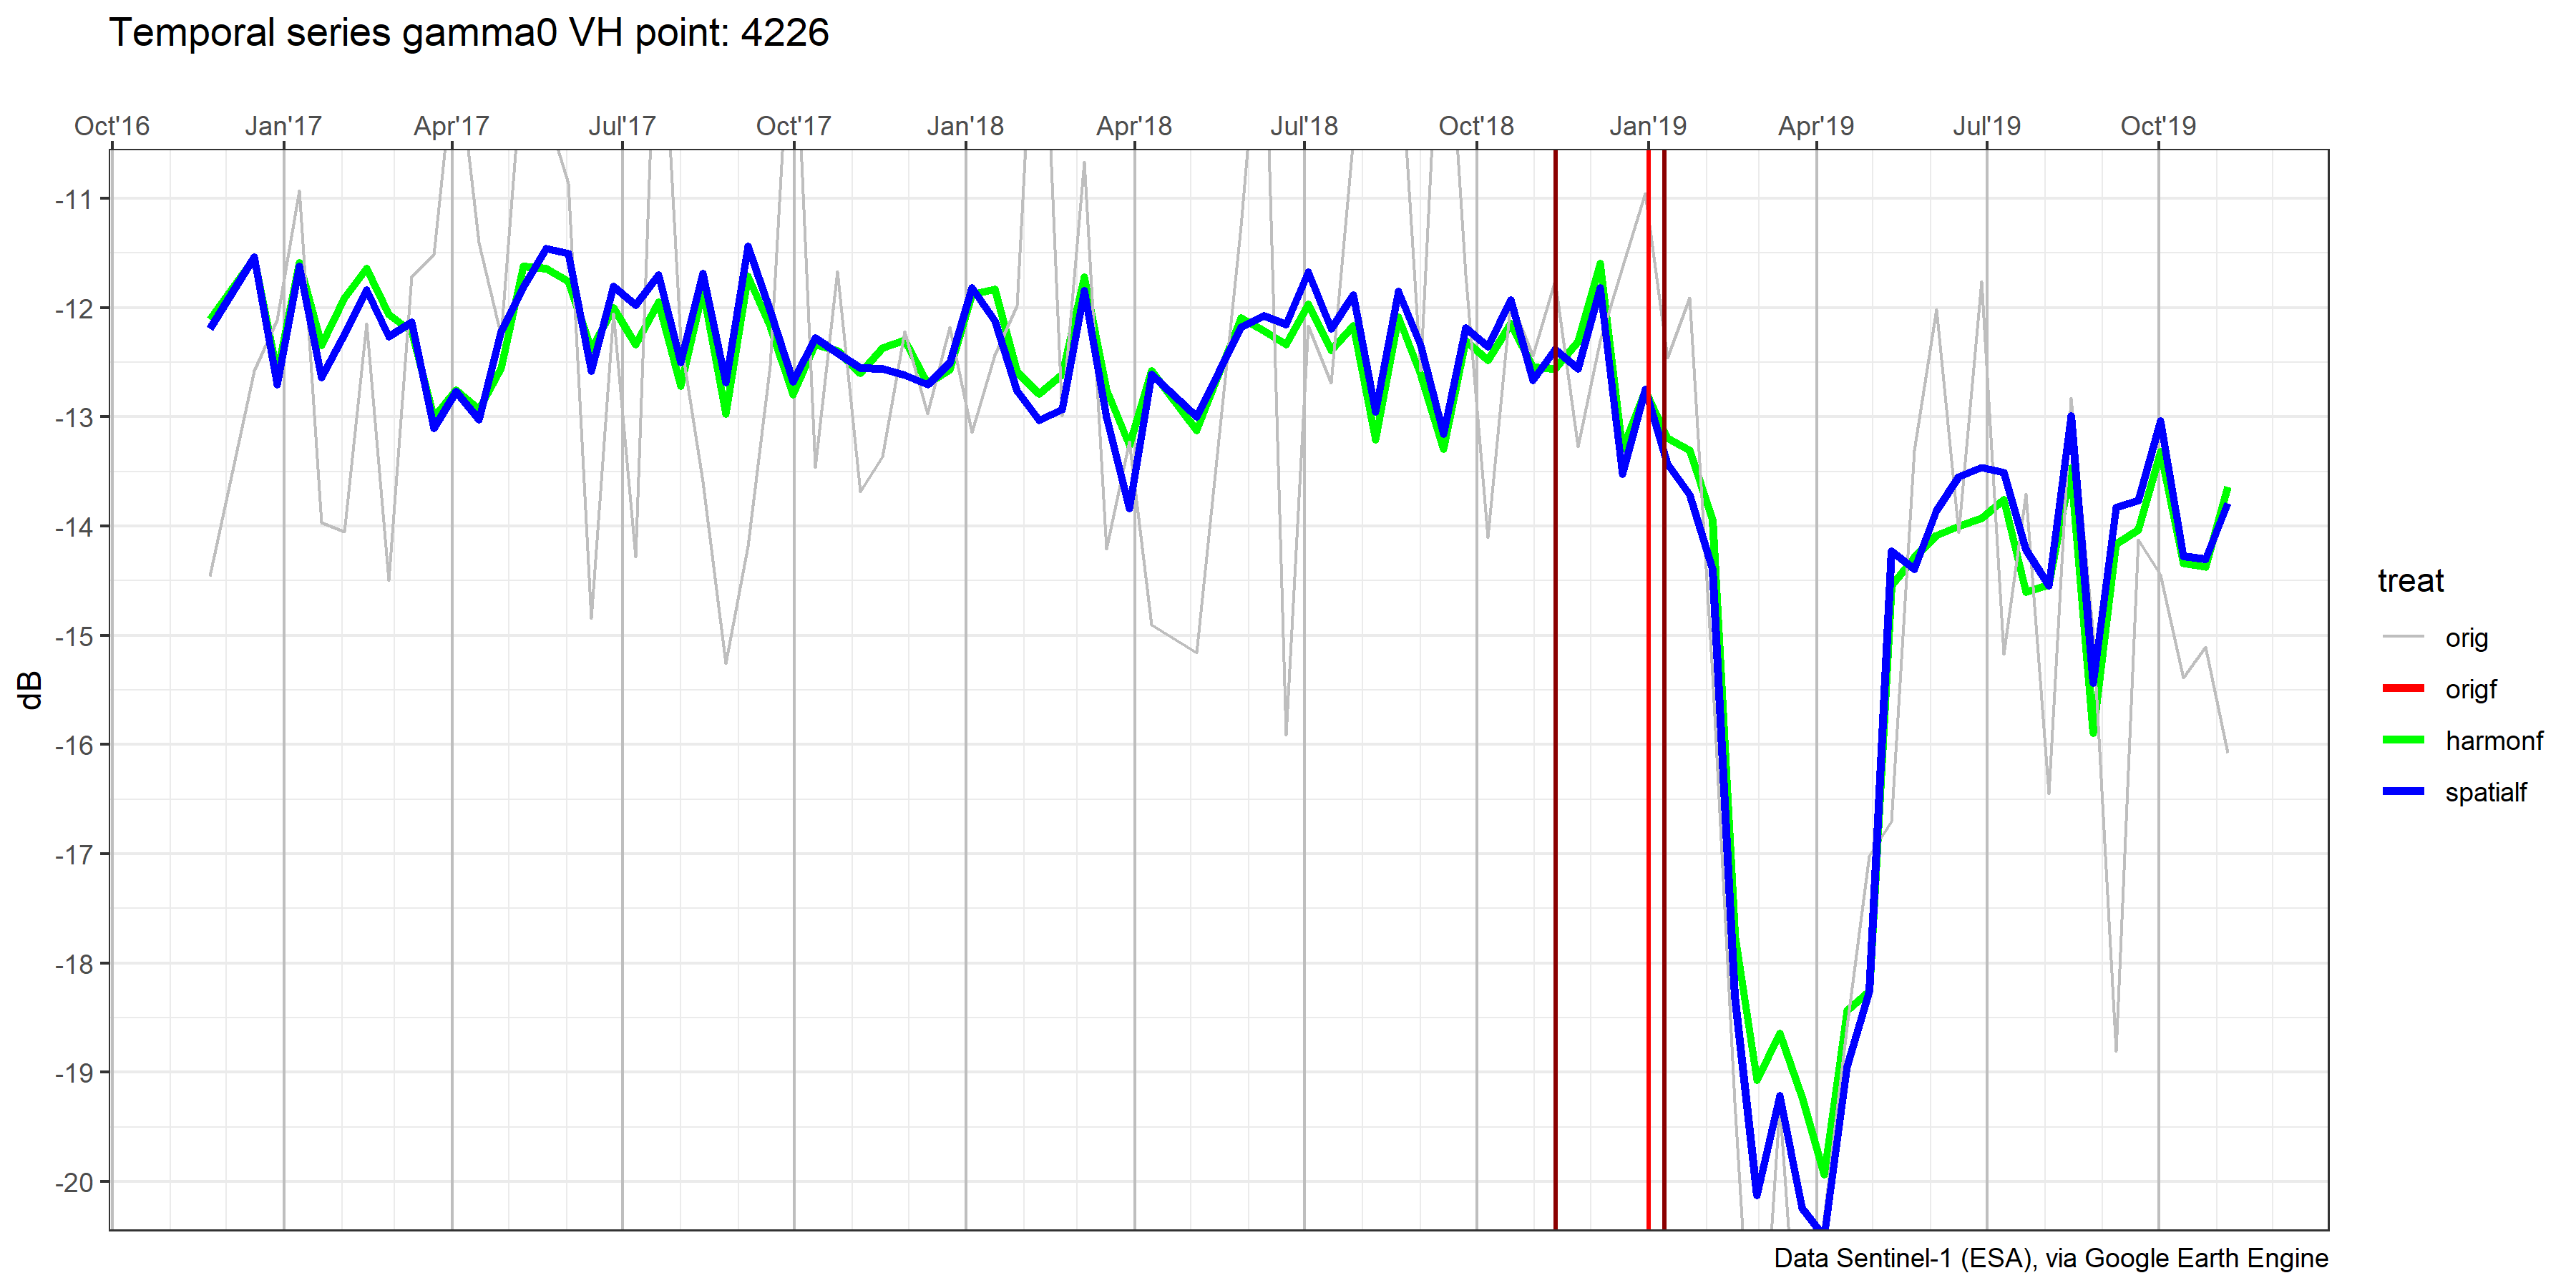 Temporal series gamma0 VH point: 4226
Oct'16 Jan'17 Apr'17 Jul'17 Oct'17 Jan'18 Apr'18 Jul'18 Oct'18 Jan'19 Apr'19 Jul'19 Oct'19
-11
-12
-13
-14
-15
-16
-17
-18
-19
-20
dB
treat
orig
origf
harmonf
spatialf
Data Sentinel-1 (ESA), via Google Earth Engine